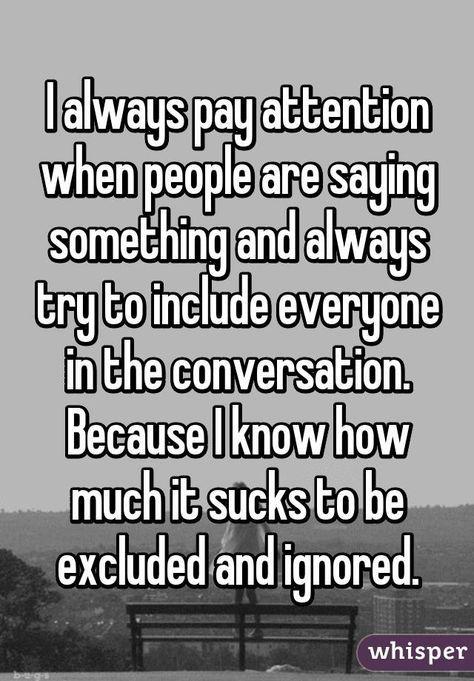 I always pay attention
when people are saying
something and always
try to include everyone
in the conversation.
Because I know how
much it sucks to be
excluded and ignored.
b-e-g-s
whisper